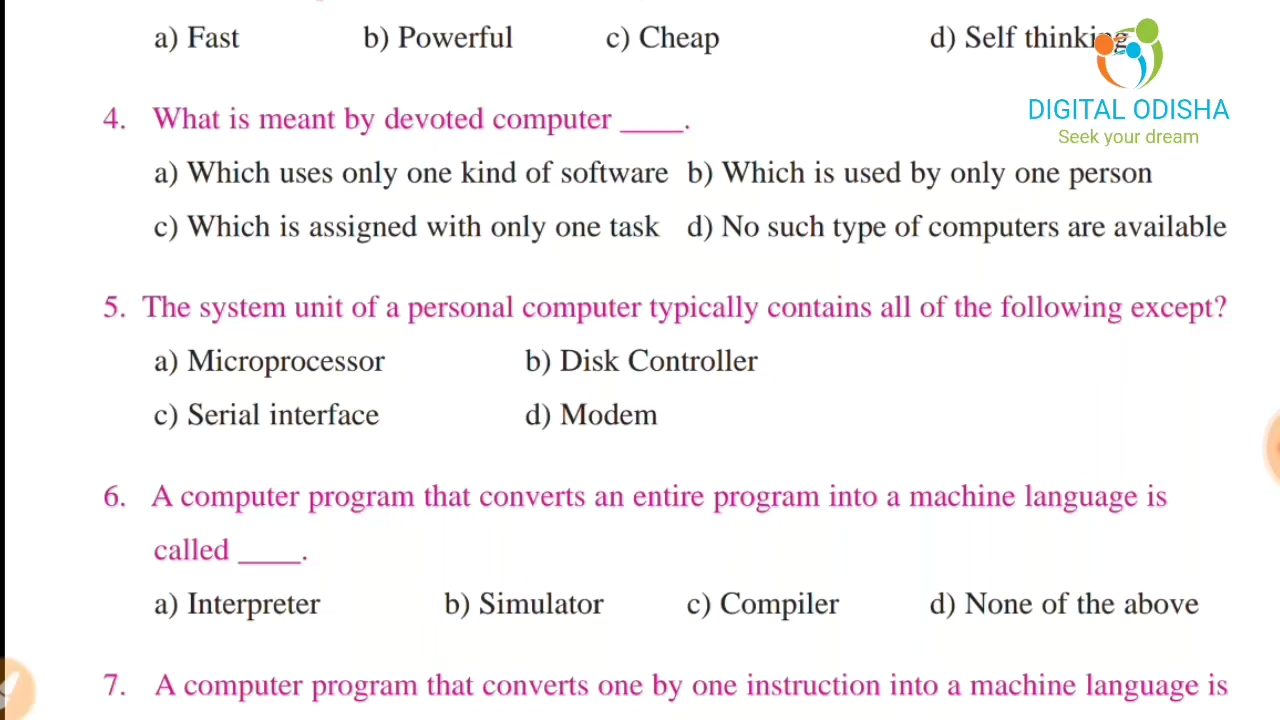 a) Fast b) Powerful c) Cheap d) Self thinking
DIGITAL ODISHA
Seek your dream
4. What is meant by devoted computer ____.
a) Which uses only one kind of software b) Which is used by only one person
c) Which is assigned with only one task d) No such type of computers are available
5. The system unit of a personal computer typically contains all of the following except?
a) Microprocessor b) Disk Controller
c) Serial interface d) Modem
6. A computer program that converts an entire program into a machine language is
called ____.
a) Interpreter b) Simulator c) Compiler d) None of the above
7. A computer program that converts one by one instruction into a machine language is